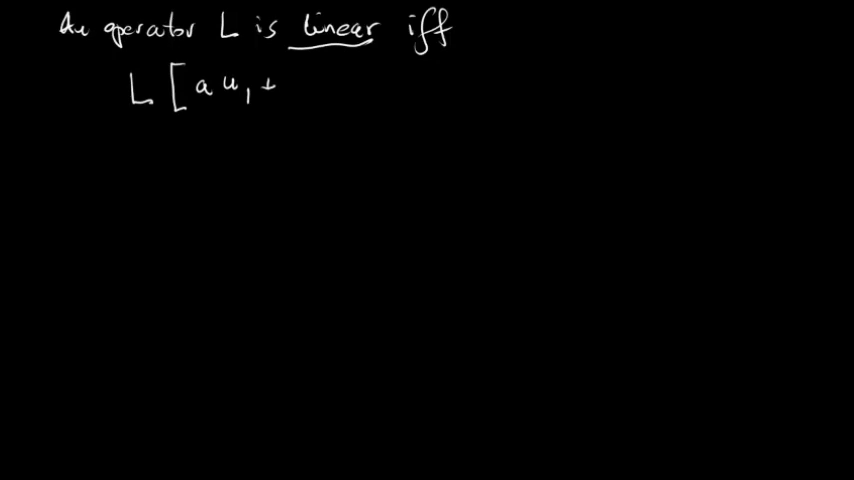 An operator L is linear iff
L [ a u₁ +